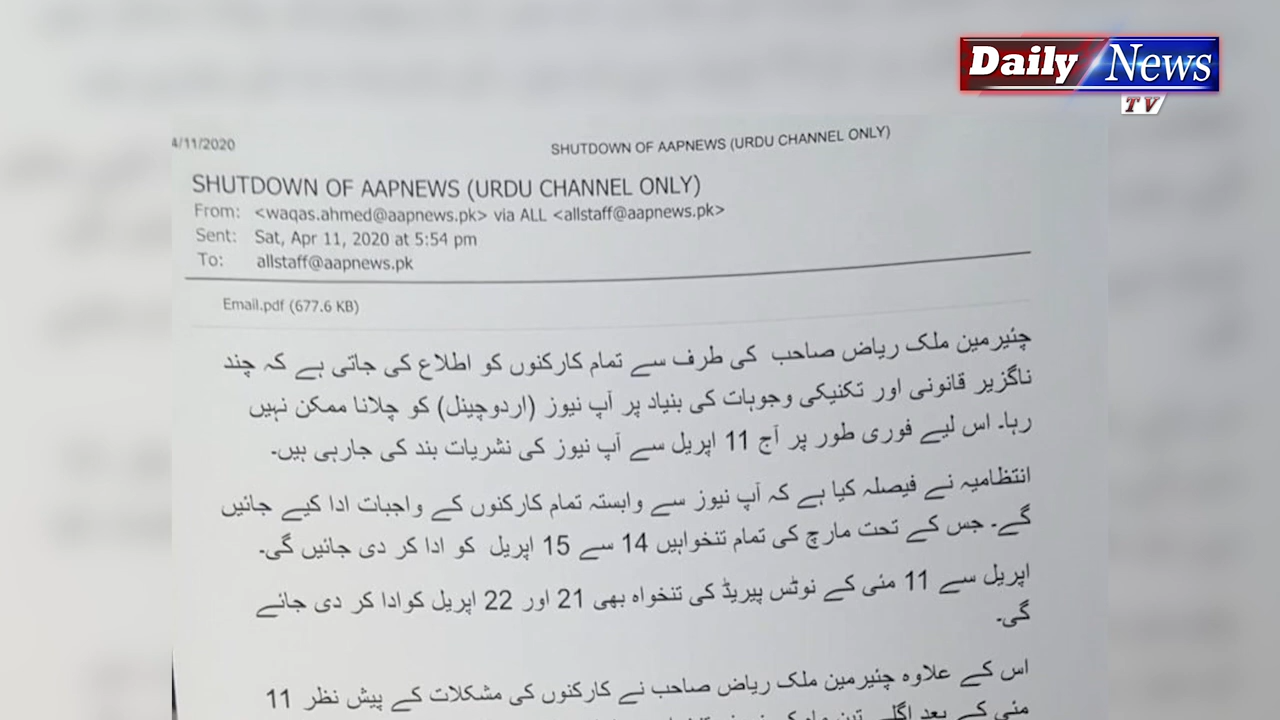 Daily News
TV
4/11/2020
SHUTDOWN OF AAPNEWS (URDU CHANNEL ONLY)
SHUTDOWN OF AAPNEWS (URDU CHANNEL ONLY)
From: <waqas.ahmed@aapnews.pk> via ALL <allstaff@aapnews.pk>
Sent: Sat, Apr 11, 2020 at 5:54 pm
To: allstaff@aapnews.pk
Email.pdf (677.6 KB)
چئیرمین ملک ریاض صاحب کی طرف سے تمام کارکنوں کو اطلاع کی جاتی ہے کہ چند
ناگزیر قانونی اور تکنیکی وجوہات کی بنیاد پر آپ نیوز (اردوچینل) کو چلانا ممکن نہیں
رہا۔ اس لیے فوری طور پر آج 11 اپریل سے آپ نیوز کی نشریات بند کی جارہی ہیں۔
انتظامیہ نے فیصلہ کیا ہے کہ آپ نیوز سے وابستہ تمام کارکنوں کے واجبات ادا کیے جائیں
گے۔ جس کے تحت مارچ کی تمام تنخواہیں 14 سے 15 اپریل کو ادا کر دی جائیں گی۔
اپریل سے 11 مئی کے نوٹس پیریڈ کی تنخواہ بھی 21 اور 22 اپریل کوادا کر دی جائے
گی۔
اس کے علاوہ چئیرمین ملک ریاض صاحب نے کارکنوں کی مشکلات کے پیش نظر 11
مئی کے بعد اگلے تین ماہ کی